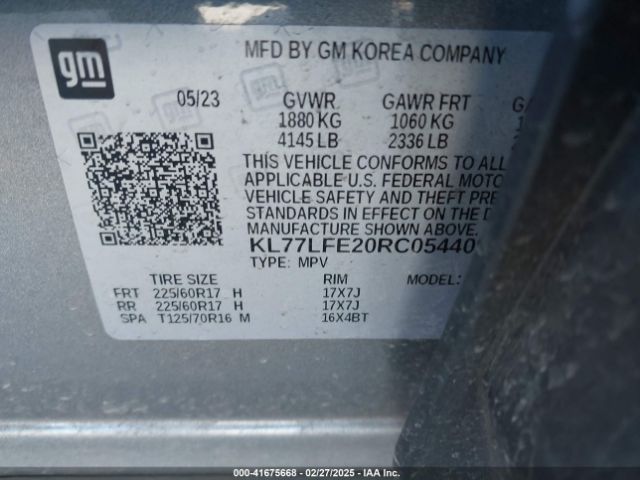 gm
MFD BY GM KOREA COMPANY
05/23 GVWR GAWR FRT
1880 KG 1060 KG
4145 LB 2336 LB
THIS VEHICLE CONFORMS TO ALL
APPLICABLE U.S. FEDERAL MOTO
VEHICLE SAFETY AND THEFT PRE
STANDARDS IN EFFECT ON THE D
MANUFACTURE SHOWN ABOVE.
KL77LFE20RC05440
TYPE: MPV MODEL:
TIRE SIZE RIM
FRT 225/60R17 H 17X7J
RR 225/60R17 H 17X7J
SPA T125/70R16 M 16X4BT
000-41675668 | 02/27/2025 | IAA Inc.